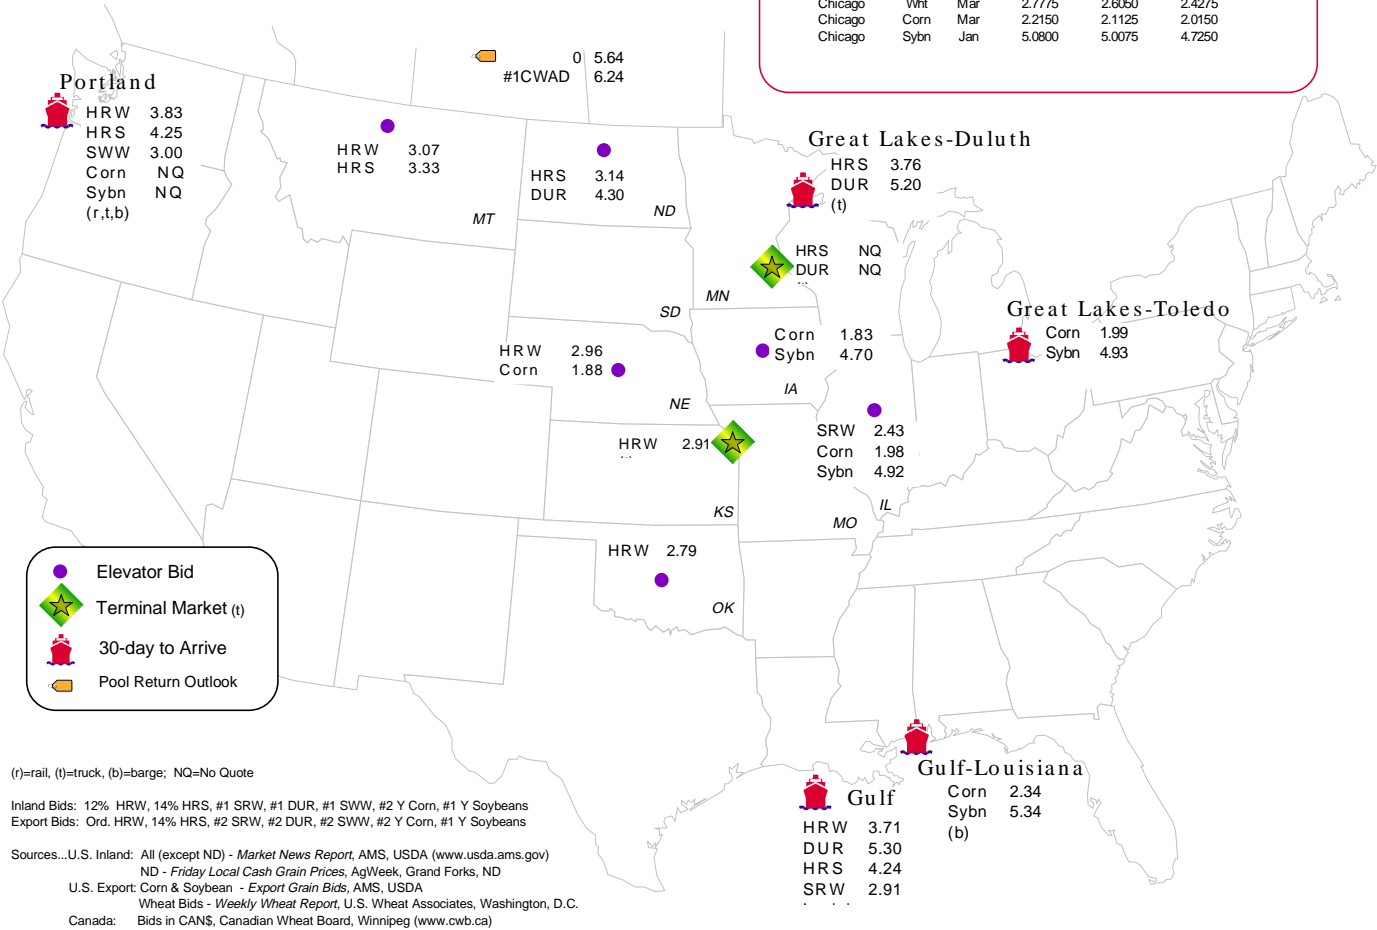 Chicago Wht Mar 2.7775 2.6050 2.4275
Chicago Corn Mar 2.2150 2.1125 2.0150
Chicago Sybn Jan 5.0800 5.0075 4.7250
0 5.64
#1CWAD 6.24
Portland
HRW 3.83
HRS 4.25
SWW 3.00
Corn NQ
Sybn NQ
(r,t,b)
HRW 3.07
HRS 3.33
MT
HRS 3.14
DUR 4.30
ND
Great Lakes-Duluth
HRS 3.76
DUR 5.20
(t)
HRS NQ
DUR NQ
MN
SD
Great Lakes-Toledo
Corn 1.99
Sybn 4.93
Corn 1.83
Sybn 4.70
IA
HRW 2.96
Corn 1.88
NE
SRW 2.43
Corn 1.98
Sybn 4.92
IL
HRW 2.91
KS
MO
HRW 2.79
OK
Elevator Bid
Terminal Market (t)
30-day to Arrive
Pool Return Outlook
Gulf-Louisiana
Corn 2.34
Sybn 5.34
(b)
Gulf
HRW 3.71
DUR 5.30
HRS 4.24
SRW 2.91
(r)=rail, (t)=truck, (b)=barge; NQ=No Quote
Inland Bids: 12% HRW, 14% HRS, #1 SRW, #1 DUR, #1 SWW, #2 Y Corn, #1 Y Soybeans
Export Bids: Ord. HRW, 14% HRS, #2 SRW, #2 DUR, #2 SWW, #2 Y Corn, #1 Y Soybeans
Sources...U.S. Inland: All (except ND) - Market News Report, AMS, USDA (www.usda.ams.gov)
ND - Friday Local Cash Grain Prices, AgWeek, Grand Forks, ND
U.S. Export: Corn & Soybean - Export Grain Bids, AMS, USDA
Wheat Bids - Weekly Wheat Report, U.S. Wheat Associates, Washington, D.C.
Canada: Bids in CAN$, Canadian Wheat Board, Winnipeg (www.cwb.ca)